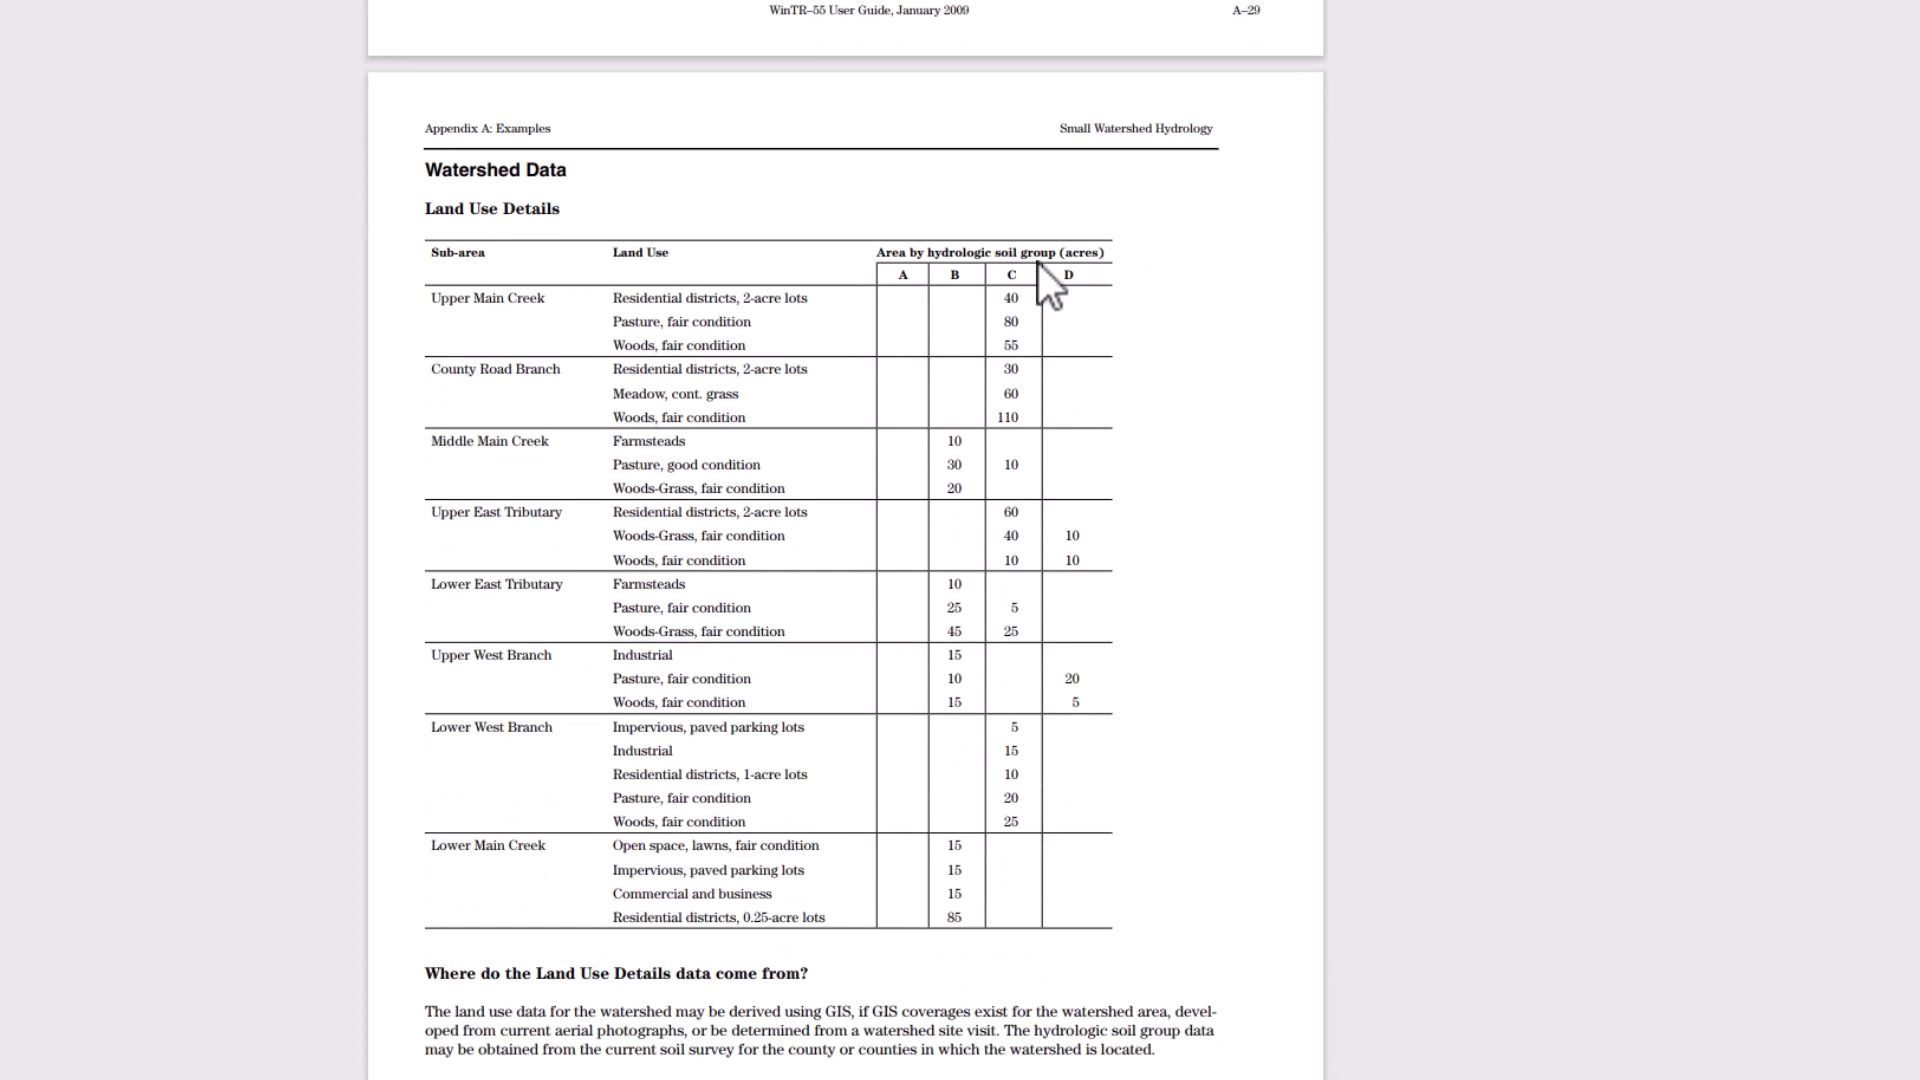 WinTR–55 User Guide, January 2009 A–29
Appendix A: Examples Small Watershed Hydrology
Watershed Data
Land Use Details
Sub-area Land Use Area by hydrologic soil group (acres)
A B C D
Upper Main Creek Residential districts, 2-acre lots 40
Pasture, fair condition 80
Woods, fair condition 55
County Road Branch Residential districts, 2-acre lots 30
Meadow, cont. grass 60
Woods, fair condition 110
Middle Main Creek Farmsteads 10
Pasture, good condition 30 10
Woods-Grass, fair condition 20
Upper East Tributary Residential districts, 2-acre lots 60
Woods-Grass, fair condition 40 10
Woods, fair condition 10 10
Lower East Tributary Farmsteads 10
Pasture, fair condition 25 5
Woods-Grass, fair condition 45 25
Upper West Branch Industrial 15
Pasture, fair condition 10 20
Woods, fair condition 15 5
Lower West Branch Impervious, paved parking lots 5
Industrial 15
Residential districts, 1-acre lots 10
Pasture, fair condition 20
Woods, fair condition 25
Lower Main Creek Open space, lawns, fair condition 15
Impervious, paved parking lots 15
Commercial and business 15
Residential districts, 0.25-acre lots 85
Where do the Land Use Details data come from?
The land use data for the watershed may be derived using GIS, if GIS coverages exist for the watershed area, devel-
oped from current aerial photographs, or be determined from a watershed site visit. The hydrologic soil group data
may be obtained from the current soil survey for the county or counties in which the watershed is located.